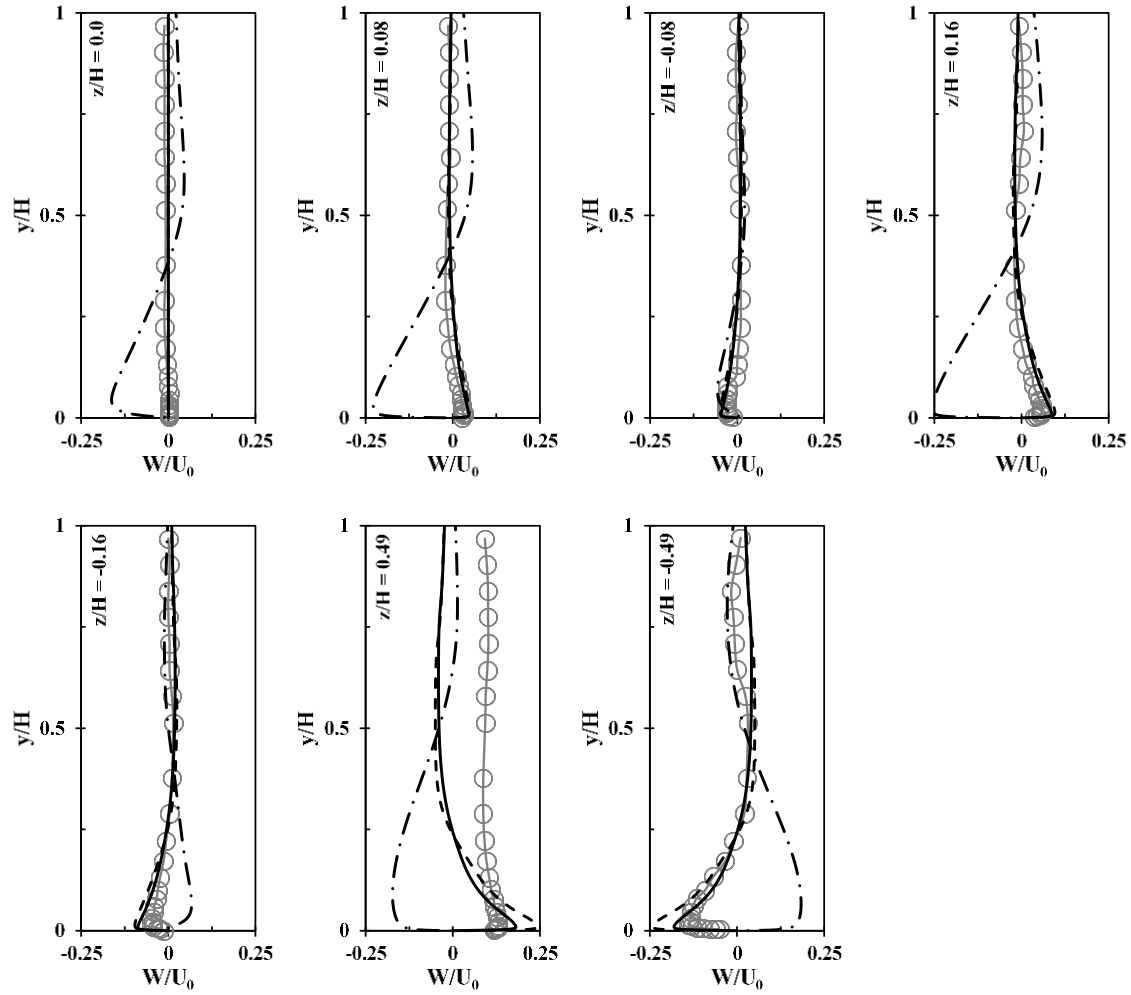 1
0.5
0
y/H
z/H = 0.0
-0.25
0
0.25
W/U₀
1
0.5
0
y/H
z/H = 0.08
-0.25
0
0.25
W/U₀
1
0.5
0
y/H
z/H = -0.08
-0.25
0
0.25
W/U₀
1
0.5
0
y/H
z/H = 0.16
-0.25
0
0.25
W/U₀
1
0.5
0
y/H
z/H = -0.16
-0.25
0
0.25
W/U₀
1
0.5
0
y/H
z/H = 0.49
-0.25
0
0.25
W/U₀
1
0.5
0
y/H
z/H = -0.49
-0.25
0
0.25
W/U₀